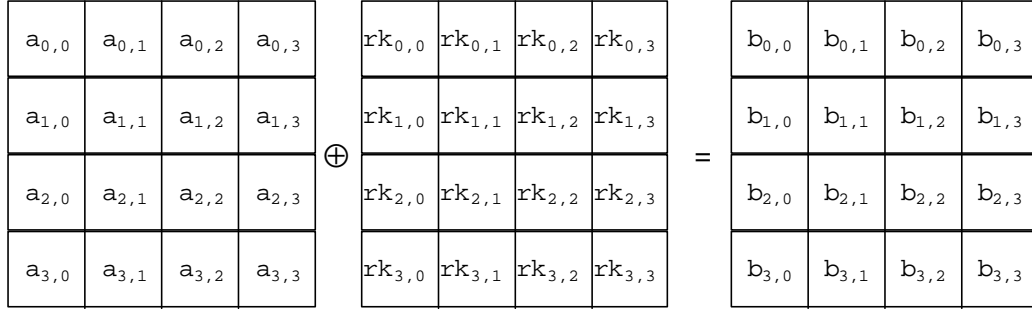 a0,0 a0,1 a0,2 a0,3 rk0,0 rk0,1 rk0,2 rk0,3 b0,0 b0,1 b0,2 b0,3
a1,0 a1,1 a1,2 a1,3 rk1,0 rk1,1 rk1,2 rk1,3 b1,0 b1,1 b1,2 b1,3
⊕ =
a2,0 a2,1 a2,2 a2,3 rk2,0 rk2,1 rk2,2 rk2,3 b2,0 b2,1 b2,2 b2,3
a3,0 a3,1 a3,2 a3,3 rk3,0 rk3,1 rk3,2 rk3,3 b3,0 b3,1 b3,2 b3,3